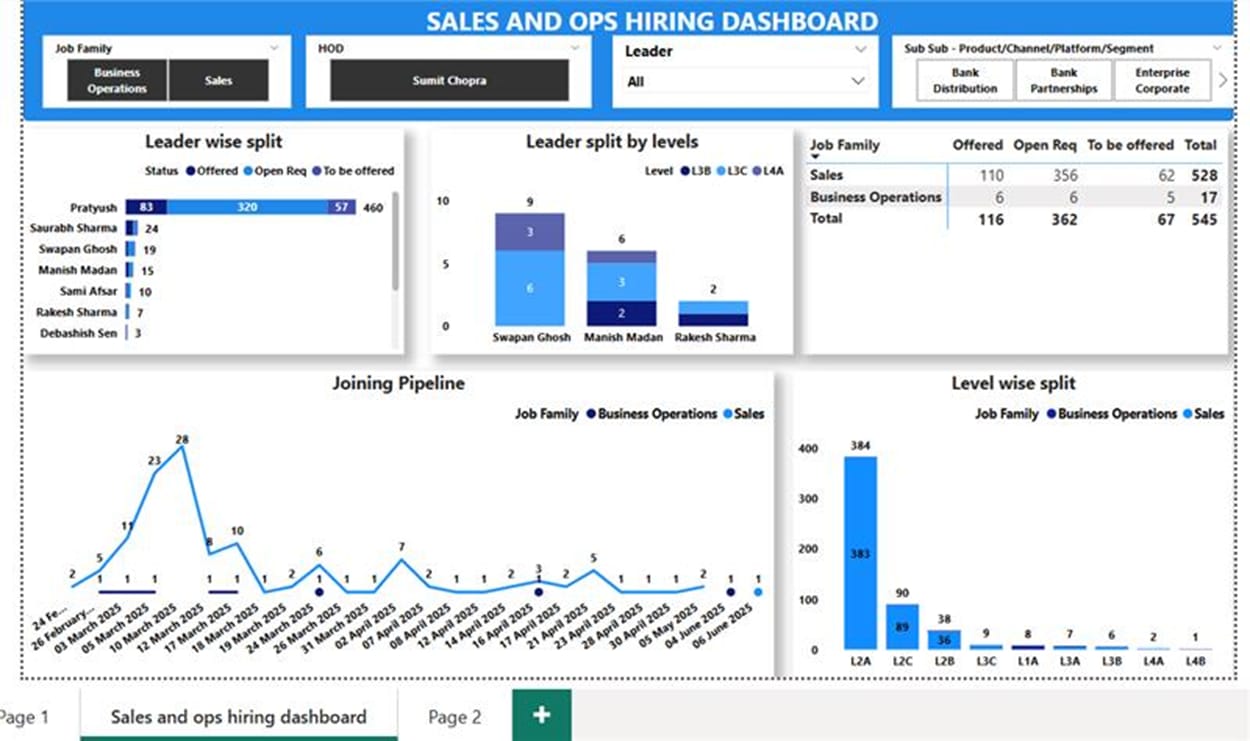 SALES AND OPS HIRING DASHBOARD
Job Family
Business
Operations
Sales
HOD
Sumit Chopra
Leader
All
Sub Sub - Product/Channel/Platform/Segment
Bank
Distribution
Bank
Partnerships
Enterprise
Corporate
Leader wise split
Status Offered Open Req To be offered
Pratyush 83 320 57 460
Saurabh Sharma 24
Swapan Ghosh 19
Manish Madan 15
Sami Afsar 10
Rakesh Sharma 7
Debashish Sen 3
Leader split by levels
Level L3B L3C L4A
10
5
0
9
3
6
6
3
2
2
Swapan Ghosh Manish Madan Rakesh Sharma
Job Family Offered Open Req To be offered Total
Sales 110 356 62 528
Business Operations 6 6 5 17
Total 116 362 67 545
Joining Pipeline
Job Family Business Operations Sales
2 5 11 23 28 8 10 1 2 6 1 1 7 2 1 1 2 3 2 5 1 1 1 2 1 1
1 1 1 1 1 1 1
24 Fe...
26 February...
03 March 2025
05 March 2025
10 March 2025
12 March 2025
17 March 2025
18 March 2025
19 March 2025
24 March 2025
26 March 2025
31 March 2025
02 April 2025
07 April 2025
08 April 2025
12 April 2025
14 April 2025
16 April 2025
17 April 2025
21 April 2025
23 April 2025
28 April 2025
30 April 2025
05 May 2025
04 June 2025
06 June 2025
Level wise split
Job Family Business Operations Sales
400
300
200
100
0
384
383
90
89
38
36
9 8 7 6 2 1
L2A L2C L2B L3C L1A L3A L3B L4A L4B
Page 1
Sales and ops hiring dashboard
Page 2
+